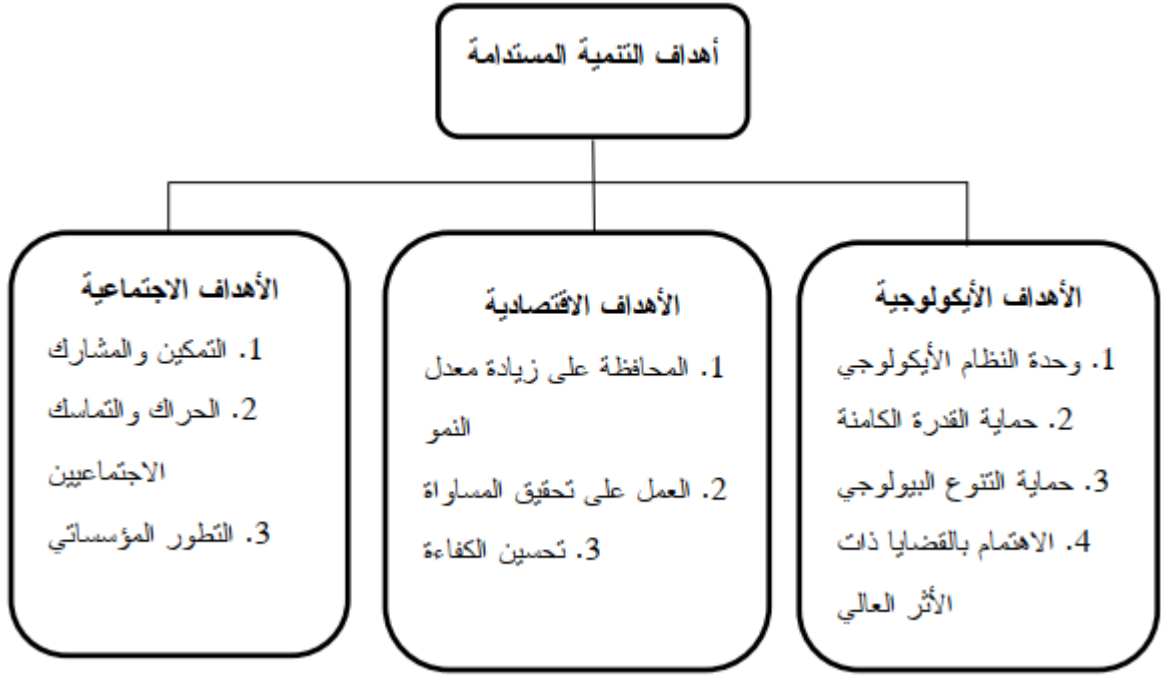 أهداف التنمية المستدامة
الأهداف الأيكولوجية
1. وحدة النظام الأيكولوجي
2. حماية القدرة الكامنة
3. حماية التنوع البيولوجي
4. الاهتمام بالقضايا ذات
الأثر العالي
الأهداف الاقتصادية
1. المحافظة على زيادة معدل
النمو
2. العمل على تحقيق المساواة
3. تحسين الكفاءة
الأهداف الاجتماعية
1. التمكين والمشارك
2. الحراك والتماسك
الاجتماعيين
3. التطور المؤسساتي